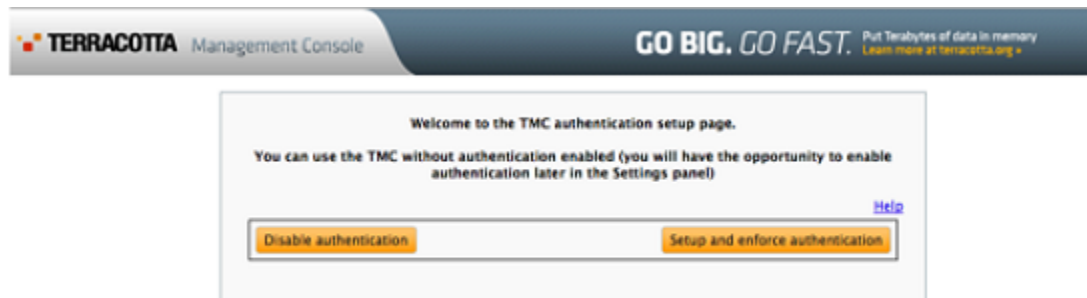 TERRACOTTA Management Console
GO BIG. GO FAST.
Put Terabytes of data in memory
Learn more at terracotta.org »
Welcome to the TMC authentication setup page.
You can use the TMC without authentication enabled (you will have the opportunity to enable
authentication later in the Settings panel)
Help
Disable authentication
Setup and enforce authentication